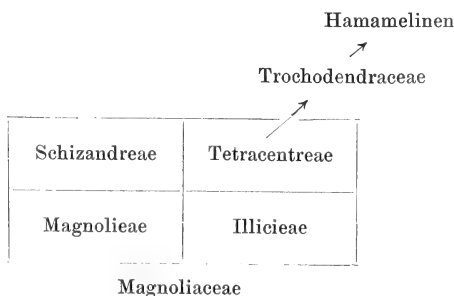 Hamamelinen
Trochodendraceae
Schizandreae Tetracentreae
Magnolieae Illicieae
Magnoliaceae